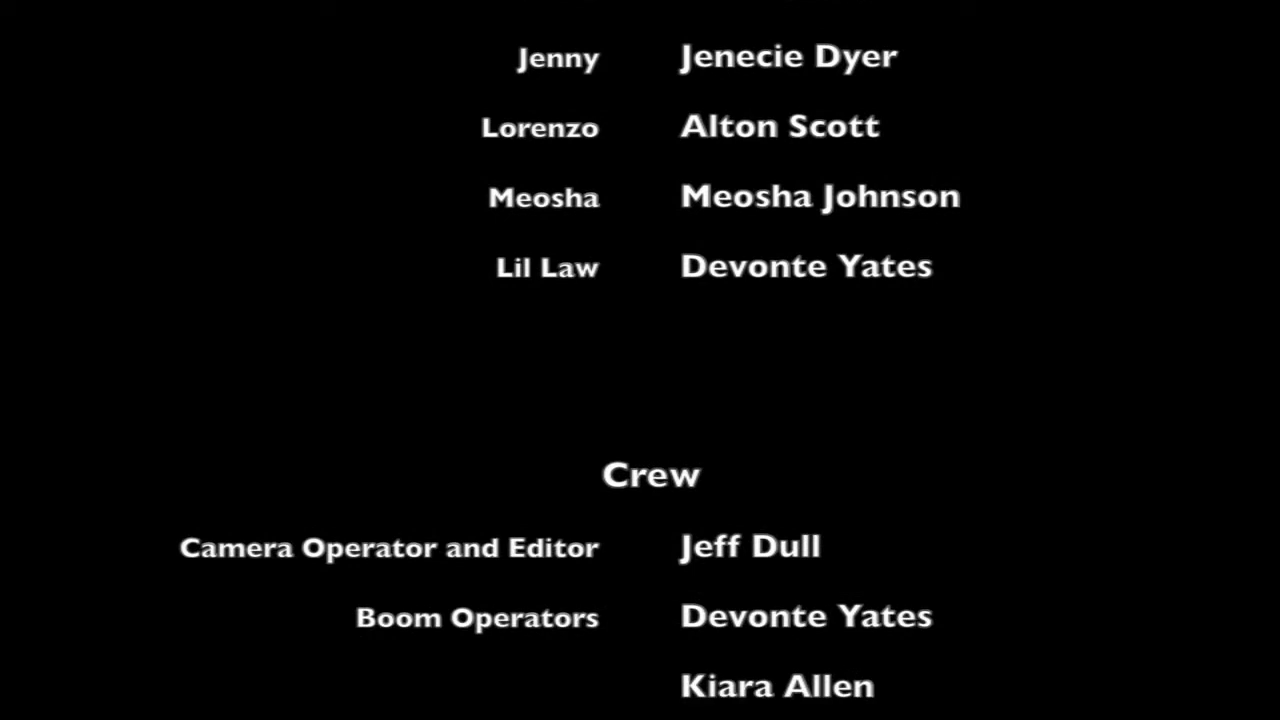 Jenny Jenecie Dyer
Lorenzo Alton Scott
Meosha Meosha Johnson
Lil Law Devonte Yates
Crew
Camera Operator and Editor Jeff Dull
Boom Operators Devonte Yates
Kiara Allen